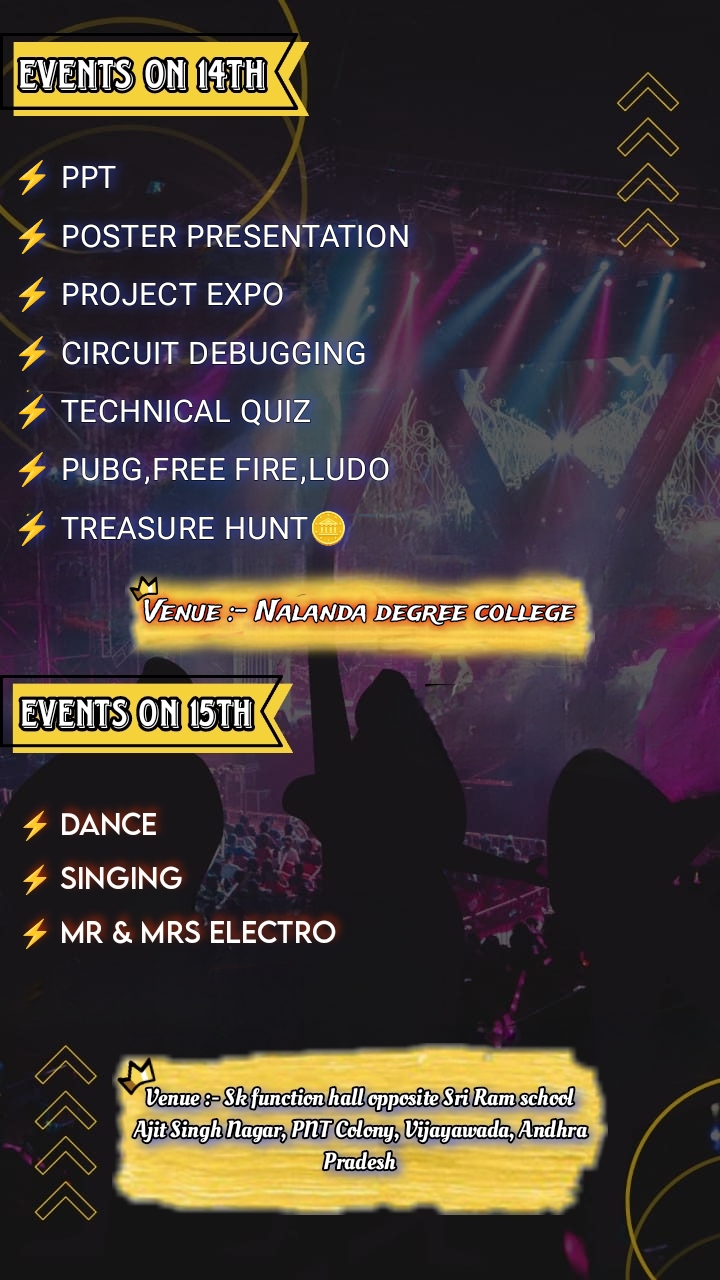 EVENTS ON 14TH
⚡ PPT
⚡ POSTER PRESENTATION
⚡ PROJECT EXPO
⚡ CIRCUIT DEBUGGING
⚡ TECHNICAL QUIZ
⚡ PUBG,FREE FIRE,LUDO
⚡ TREASURE HUNT
Venue :- Nalanda degree college
EVENTS ON 15TH
⚡ DANCE
⚡ SINGING
⚡ MR & MRS ELECTRO
Venue :- Sk function hall opposite Sri Ram school
Ajit Singh Nagar, PNT Colony, Vijayawada, Andhra
Pradesh